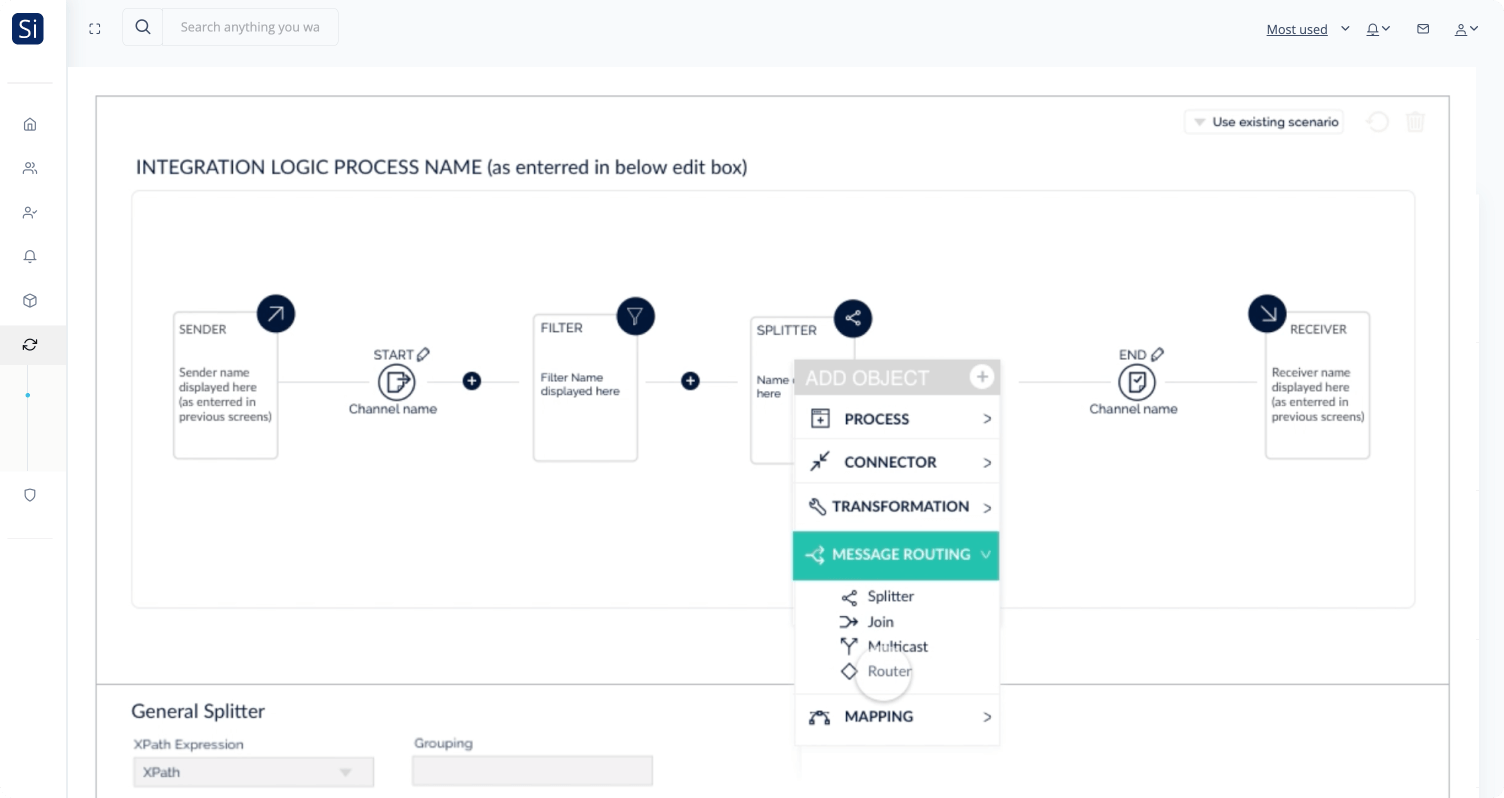 Si
Search anything you wa
Most used
Use existing scenario
INTEGRATION LOGIC PROCESS NAME (as enterred in below edit box)
SENDER
Sender name
displayed here
(as enterred in
previous screens)
START
Channel name
FILTER
Filter Name
displayed here
SPLITTER
Name
here
END
Channel name
RECEIVER
Receiver name
displayed here
(as enterred in
previous screens)
ADD OBJECT
PROCESS
CONNECTOR
TRANSFORMATION
MESSAGE ROUTING
Splitter
Join
Multicast
Router
MAPPING
General Splitter
XPath Expression
XPath
Grouping